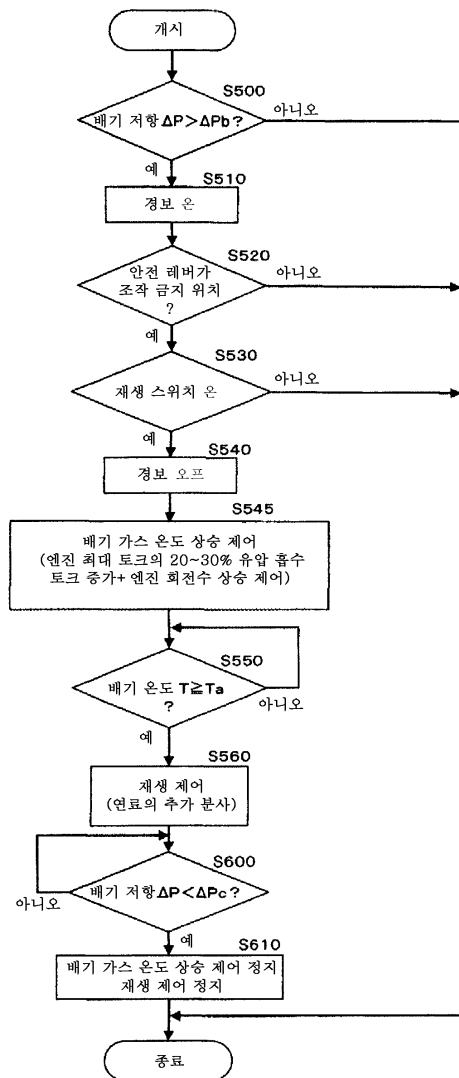 개시
S500
배기 저항 ΔP>ΔPb ?
아니오
예
S510
경보 온
S520
안전 레버가
조작 금지 위치
?
아니오
예
S530
재생 스위치 온
아니오
예
S540
경보 오프
S545
배기 가스 온도 상승 제어
(엔진 최대 토크의 20~30% 유압 흡수
토크 증가+ 엔진 회전수 상승 제어)
S550
배기 온도 T≧Ta
?
아니오
예
S560
재생 제어
(연료의 추가 분사)
S600
배기 저항 ΔP<ΔPc ?
아니오
예
S610
배기 가스 온도 상승 제어 정지
재생 제어 정지
종료